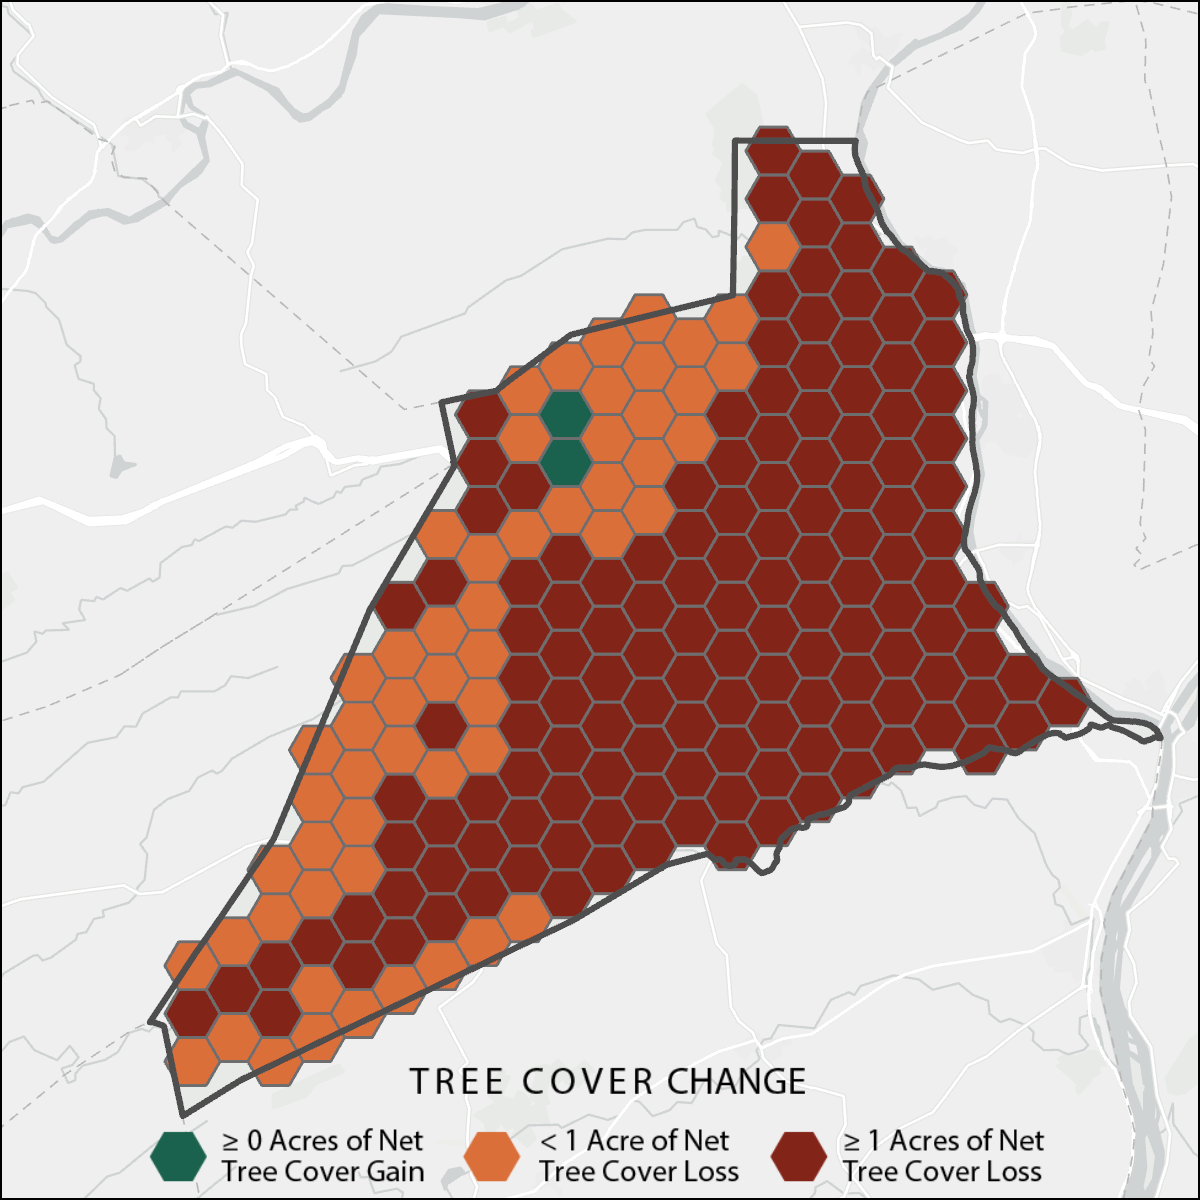 TREE COVER CHANGE
≥ 0 Acres of Net
Tree Cover Gain
< 1 Acre of Net
Tree Cover Loss
≥ 1 Acres of Net
Tree Cover Loss